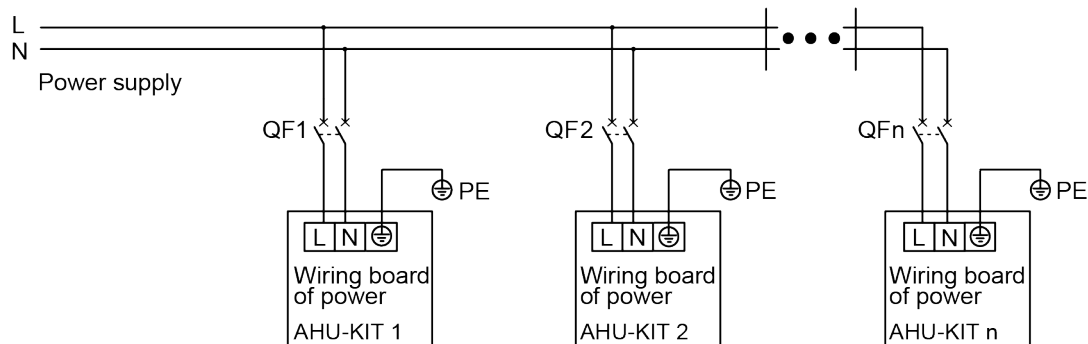 L
N
Power supply
QF1
QF2
QFn
PE
PE
PE
L N
L N
L N
Wiring board
of power
AHU-KIT 1
Wiring board
of power
AHU-KIT 2
Wiring board
of power
AHU-KIT n